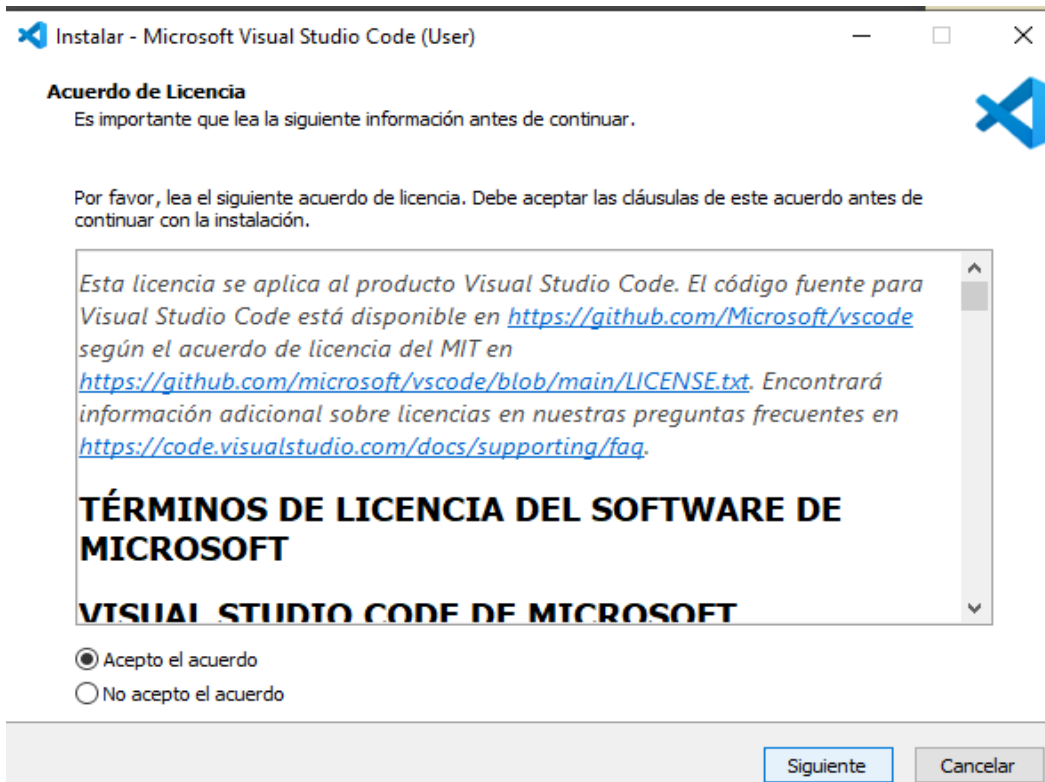 Instalar - Microsoft Visual Studio Code (User)
Acuerdo de Licencia
Es importante que lea la siguiente información antes de continuar.
Por favor, lea el siguiente acuerdo de licencia. Debe aceptar las cláusulas de este acuerdo antes de
continuar con la instalación.
Esta licencia se aplica al producto Visual Studio Code. El código fuente para
Visual Studio Code está disponible en https://github.com/Microsoft/vscode
según el acuerdo de licencia del MIT en
https://github.com/microsoft/vscode/blob/main/LICENSE.txt. Encontrará
información adicional sobre licencias en nuestras preguntas frecuentes en
https://code.visualstudio.com/docs/supporting/faq.
TÉRMINOS DE LICENCIA DEL SOFTWARE DE
MICROSOFT
VISUAL STUDIO CODE DE MICROSOFT
Acepto el acuerdo
No acepto el acuerdo
Siguiente Cancelar